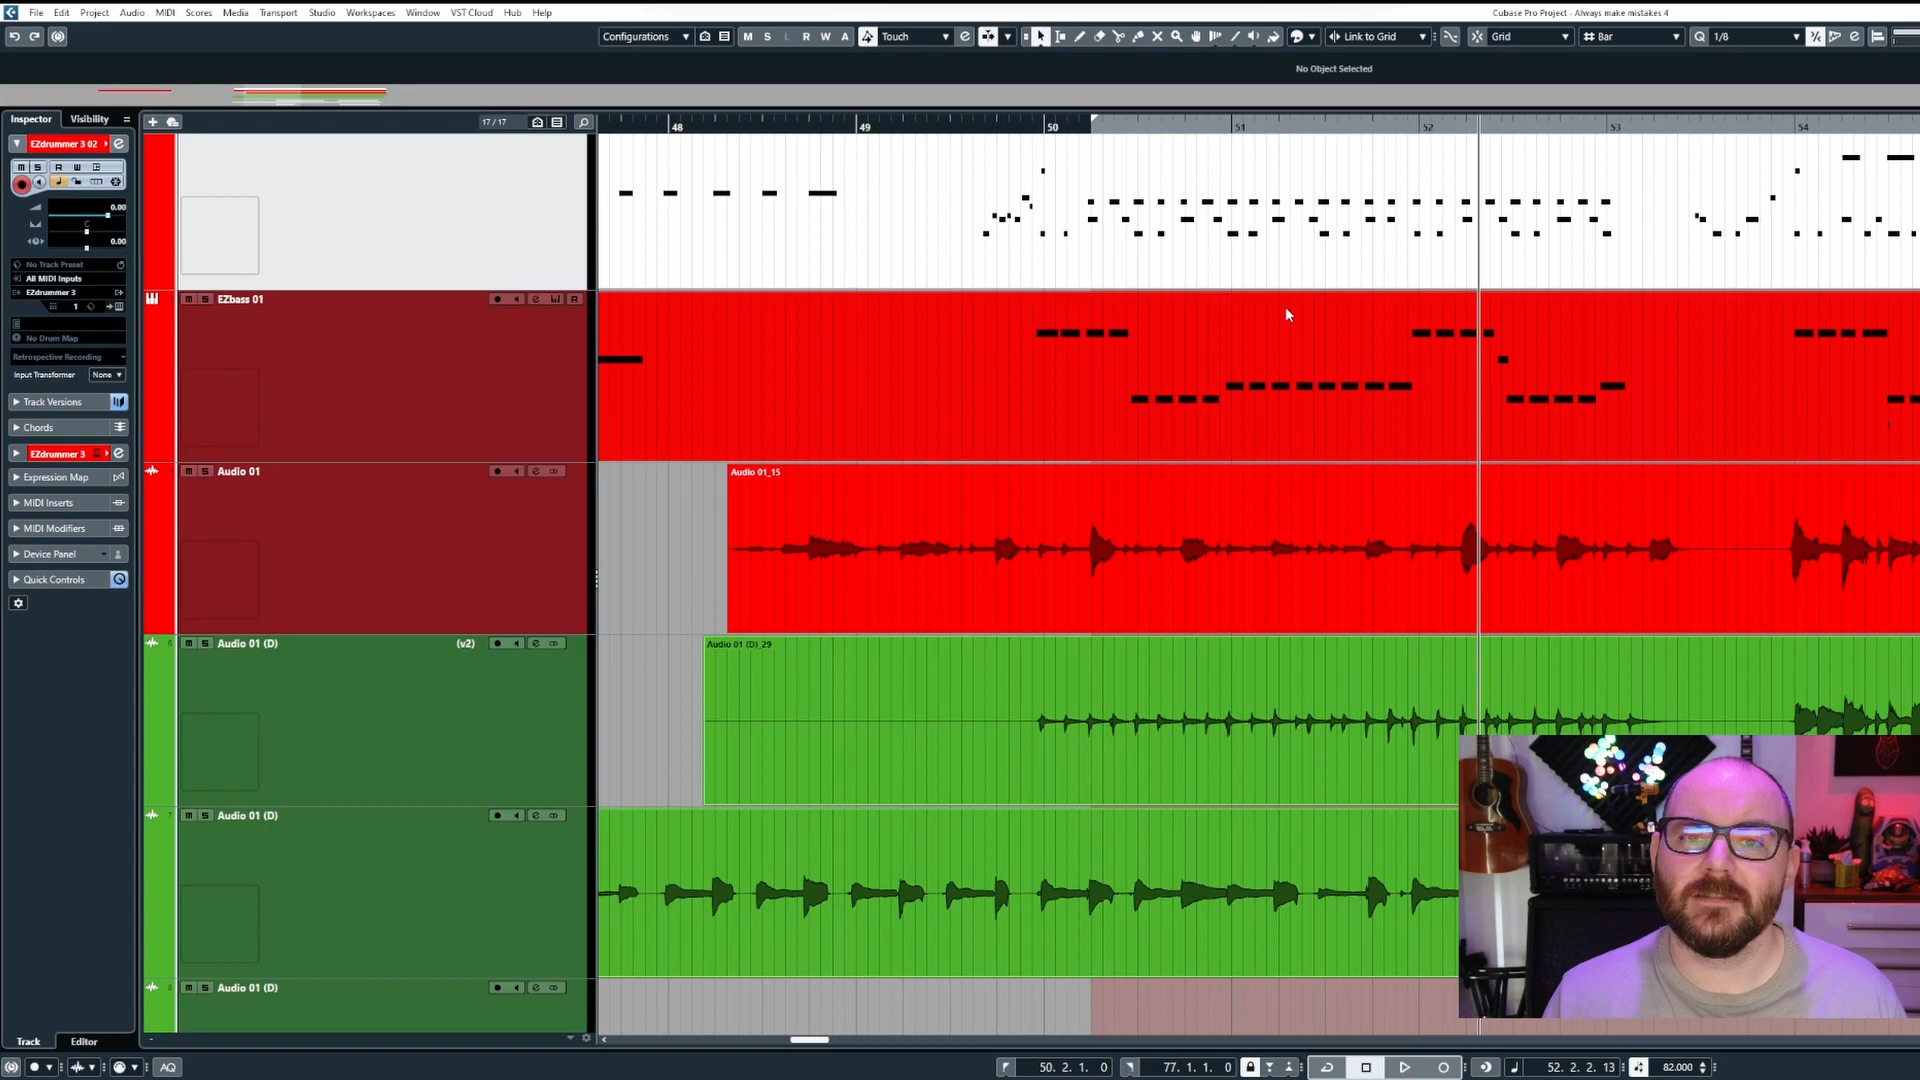 File Edit Project Audio MIDI Scores Media Transport Studio Workspaces Window VST Cloud Hub Help
Cubase Pro Project - Always make mistakes 4
Configurations M S L R W A Touch Link to Grid Grid Bar Q 1/8
No Object Selected
Inspector Visibility 17 / 17
48 49 50 51 52 53 54
EZdrummer 3 02
m S R W
0.00
C
0.00
No Track Preset
All MIDI Inputs
EZdrummer 3
1
No Drum Map
Retrospective Recording
Input Transformer None
Track Versions
Chords
EZdrummer 3
Expression Map
MIDI Inserts
MIDI Modifiers
Device Panel
Quick Controls
m S EZbass 01 e R
m S Audio 01 e
Audio 01_15
6 m S Audio 01 (D) (v2) e
Audio 01 (D)_29
7 m S Audio 01 (D) e
8 m S Audio 01 (D) e
Track Editor
AQ 50. 2. 1. 0 77. 1. 1. 0 52. 2. 2. 13 82.000